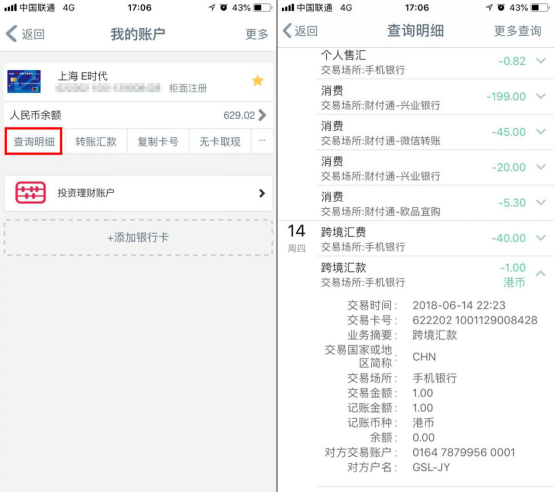 中国联通 4G 17:06 43%
返回 我的账户 更多
上海 E时代
柜面注册
人民币余额 629.02
查询明细 转账汇款 复制卡号 无卡取现 ...
投资理财账户
+添加银行卡
中国联通 4G 17:06 43%
返回 查询明细 更多查询
个人售汇
交易场所:手机银行 -0.82
消费
交易场所:财付通-兴业银行 -199.00
消费
交易场所:财付通-微信转账 -45.00
消费
交易场所:财付通-兴业银行 -20.00
消费
交易场所:财付通-欧品宜购 -5.30
14 跨境汇费
周四 交易场所:手机银行 -40.00
跨境汇款 -1.00
交易场所:手机银行 港币
交易时间: 2018-06-14 22:23
交易卡号: 622202 1001129008428
业务摘要: 跨境汇款
交易国家或地
区简称: CHN
交易场所: 手机银行
交易金额: 1.00
记账金额: 1.00
记账币种: 港币
余额: 0.00
对方交易账户: 0164 7879956 0001
对方户名: GSL-JY